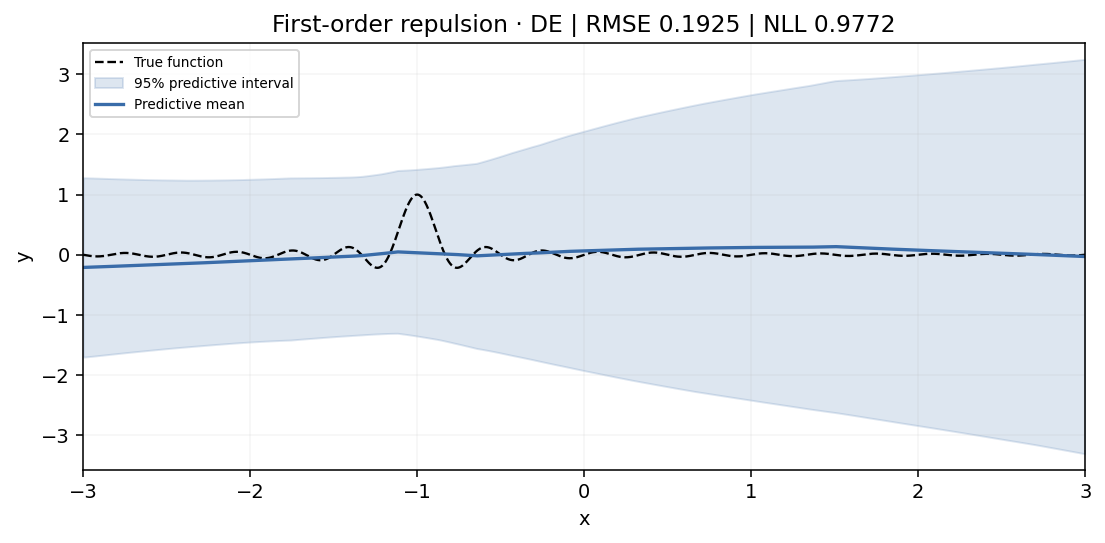 First-order repulsion · DE | RMSE 0.1925 | NLL 0.9772
True function
95% predictive interval
Predictive mean
3
2
1
0
−1
−2
−3
y
−3
−2
−1
0
1
2
3
x